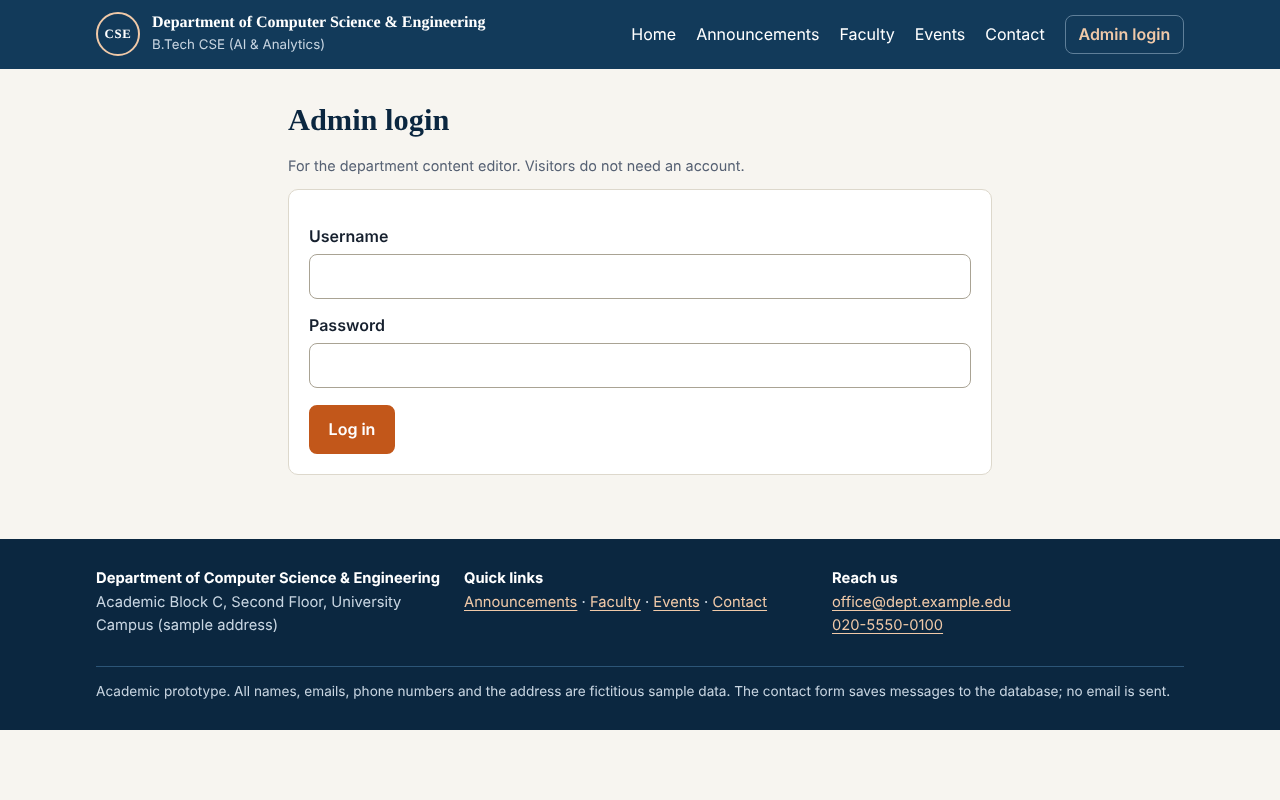 CSE
Department of Computer Science & Engineering
B.Tech CSE (AI & Analytics)
Home Announcements Faculty Events Contact Admin login
Admin login
For the department content editor. Visitors do not need an account.
Username
Password
Log in
Department of Computer Science & Engineering
Academic Block C, Second Floor, University
Campus (sample address)
Quick links
Announcements · Faculty · Events · Contact
Reach us
office@dept.example.edu
020-5550-0100
Academic prototype. All names, emails, phone numbers and the address are fictitious sample data. The contact form saves messages to the database; no email is sent.